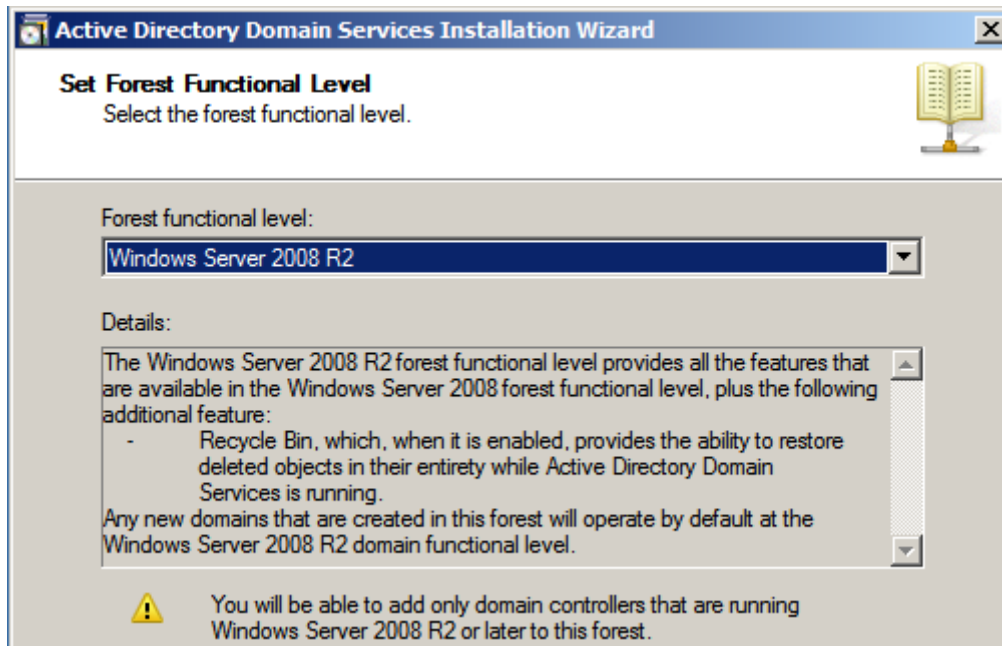 Active Directory Domain Services Installation Wizard
Set Forest Functional Level
Select the forest functional level.
Forest functional level:
Windows Server 2008 R2
Details:
The Windows Server 2008 R2 forest functional level provides all the features that
are available in the Windows Server 2008 forest functional level, plus the following
additional feature:
- Recycle Bin, which, when it is enabled, provides the ability to restore
deleted objects in their entirety while Active Directory Domain
Services is running.
Any new domains that are created in this forest will operate by default at the
Windows Server 2008 R2 domain functional level.
You will be able to add only domain controllers that are running
Windows Server 2008 R2 or later to this forest.